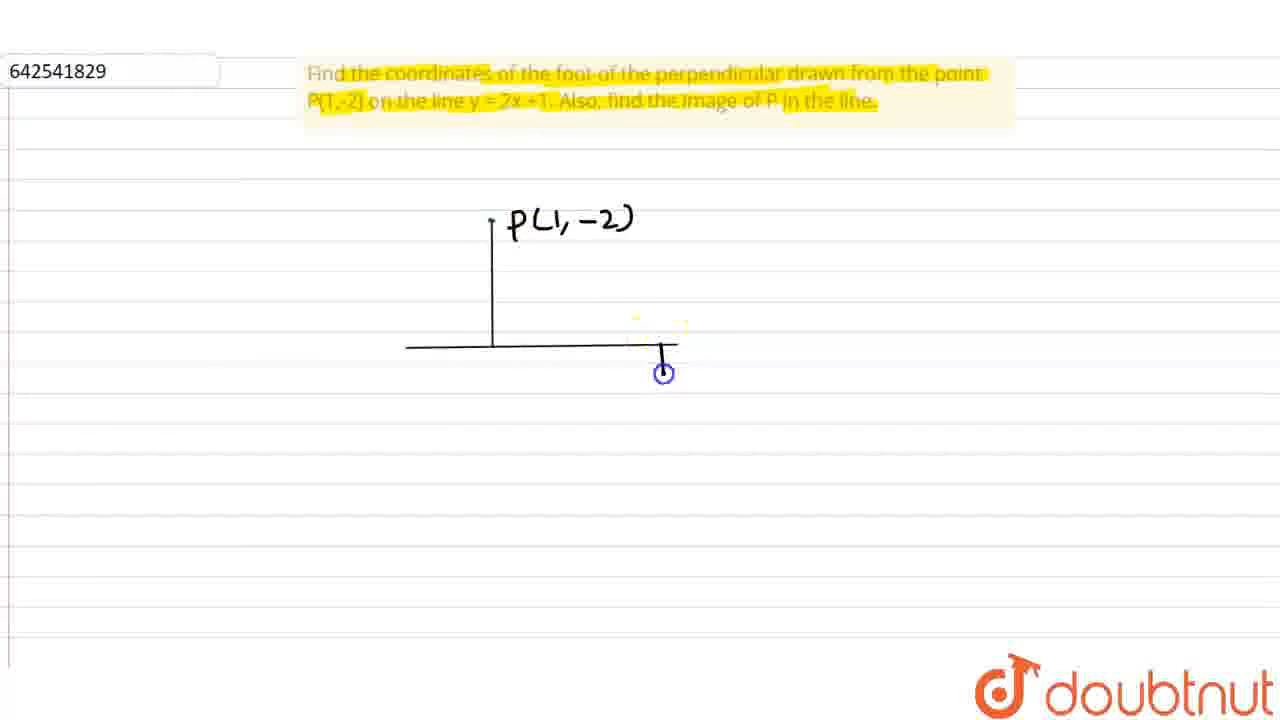 642541829
Find the coordinates of the foot of the perpendicular drawn from the point
P(1,-2) on the line y = 2x +1. Also, find the image of P in the line.
P(1,-2)
doubtnut